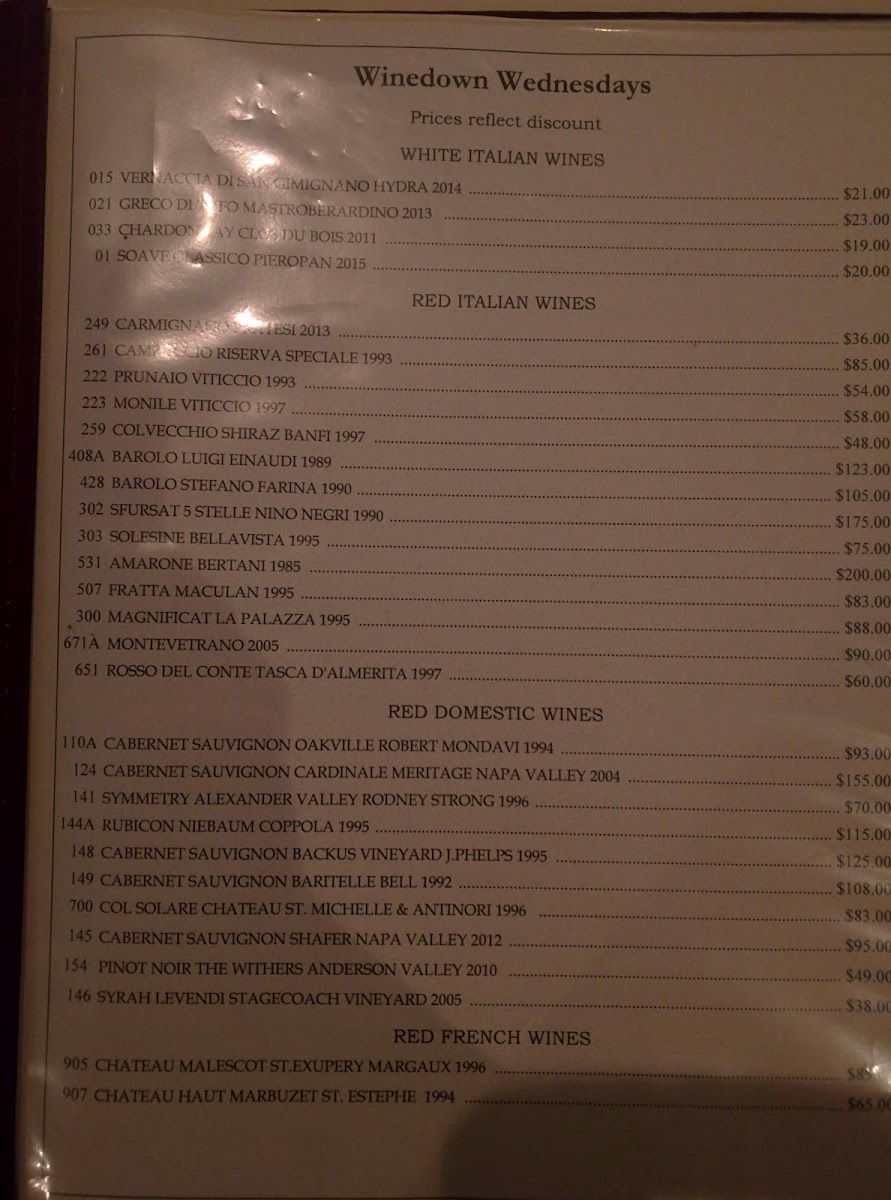 Winedown Wednesdays
Prices reflect discount
WHITE ITALIAN WINES
015 VERNACCIA DI SAN GIMIGNANO HYDRA 2014 $21.00
021 GRECO DI MASTROBERARDINO 2013 $23.00
033 CHARDONNAY CLOS DU BOIS 2011 $19.00
01 SOAVE CLASSICO PIEROPAN 2015 $20.00
RED ITALIAN WINES
249 CARMIGNANO 2013 $36.00
261 RISERVA SPECIALE 1993 $85.00
222 PRUNAIO VITICCIO 1993 $54.00
223 MONILE VITICCIO 1997 $58.00
259 COLVECCHIO SHIRAZ BANFI 1997 $48.00
408A BAROLO LUIGI EINAUDI 1989 $123.00
428 BAROLO STEFANO FARINA 1990 $105.00
302 SFURSAT 5 STELLE NINO NEGRI 1990 $175.00
303 SOLESINE BELLAVISTA 1995 $75.00
531 AMARONE BERTANI 1985 $200.00
507 FRATTA MACULAN 1995 $83.00
300 MAGNIFICAT LA PALAZZA 1995 $88.00
671A MONTEVETRANO 2005 $90.00
651 ROSSO DEL CONTE TASCA D'ALMERITA 1997 $60.00
RED DOMESTIC WINES
110A CABERNET SAUVIGNON OAKVILLE ROBERT MONDAVI 1994 $93.00
124 CABERNET SAUVIGNON CARDINALE MERITAGE NAPA VALLEY 2004 $155.00
141 SYMMETRY ALEXANDER VALLEY RODNEY STRONG 1996 $70.00
144A RUBICON NIEBAUM COPPOLA 1995 $115.00
148 CABERNET SAUVIGNON BACKUS VINEYARD J.PHELPS 1995 $125.00
149 CABERNET SAUVIGNON BARITELLE BELL 1992 $108.00
700 COL SOLARE CHATEAU ST. MICHELLE & ANTINORI 1996 $83.00
145 CABERNET SAUVIGNON SHAFER NAPA VALLEY 2012 $95.00
154 PINOT NOIR THE WITHERS ANDERSON VALLEY 2010 $49.00
146 SYRAH LEVENDI STAGECOACH VINEYARD 2005 $38.00
RED FRENCH WINES
905 CHATEAU MALESCOT ST.EXUPERY MARGAUX 1996
907 CHATEAU HAUT MARBUZET ST. ESTEPHE 1994 $65.00